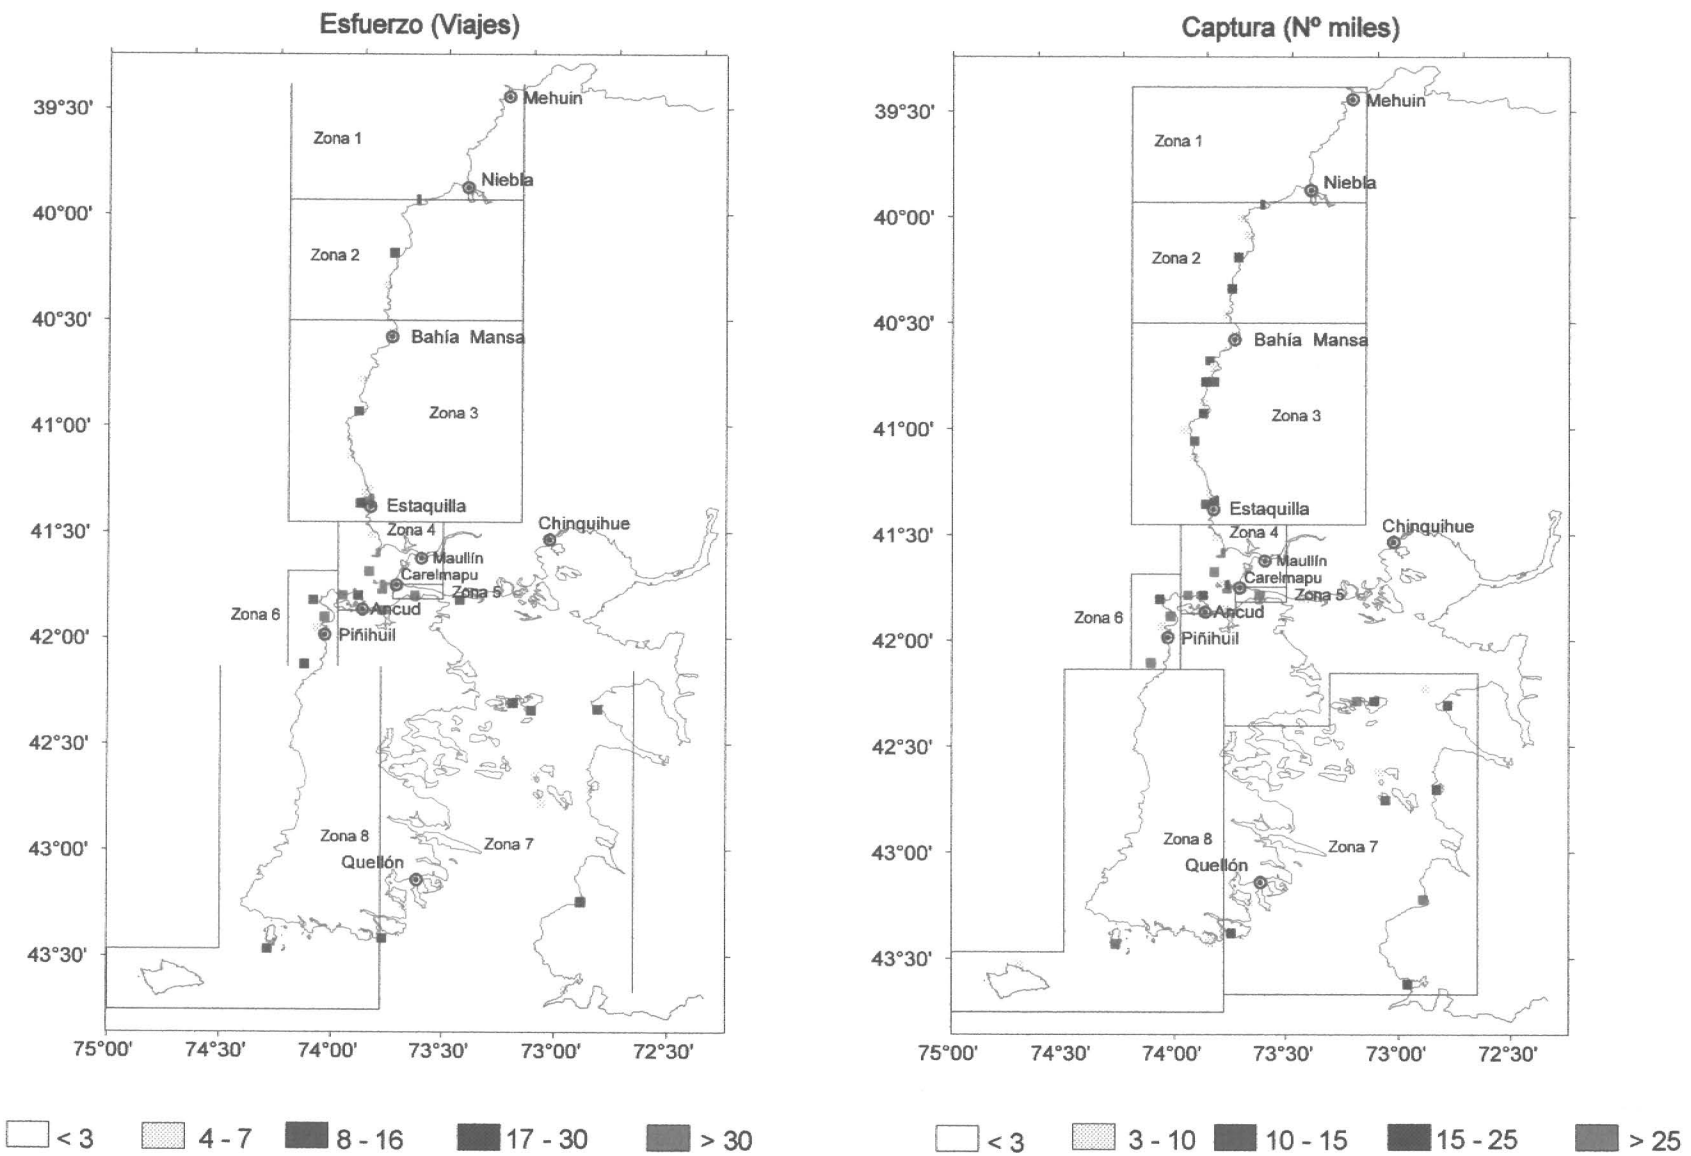 Esfuerzo (Viajes)
39°30'
40°00'
40°30'
41°00'
41°30'
42°00'
42°30'
43°00'
43°30'
Mehuin
Zona 1
Niebla
Zona 2
Bahía Mansa
Zona 3
Estaquilla
Zona 4
Chinquihue
Maullín
Carelmapu
Zona 5
Ancud
Zona 6
Piñihuil
Zona 8
Zona 7
Quellón
75°00' 74°30' 74°00' 73°30' 73°00' 72°30'
< 3 4 - 7 8 - 16 17 - 30 > 30
Captura (Nº miles)
39°30'
40°00'
40°30'
41°00'
41°30'
42°00'
42°30'
43°00'
43°30'
Mehuin
Zona 1
Niebla
Zona 2
Bahía Mansa
Zona 3
Estaquilla
Zona 4
Chinquihue
Maullín
Carelmapu
Zona 5
Ancud
Zona 6
Piñihuil
Zona 8
Zona 7
Quellón
75°00' 74°30' 74°00' 73°30' 73°00' 72°30'
< 3 3 - 10 10 - 15 15 - 25 > 25